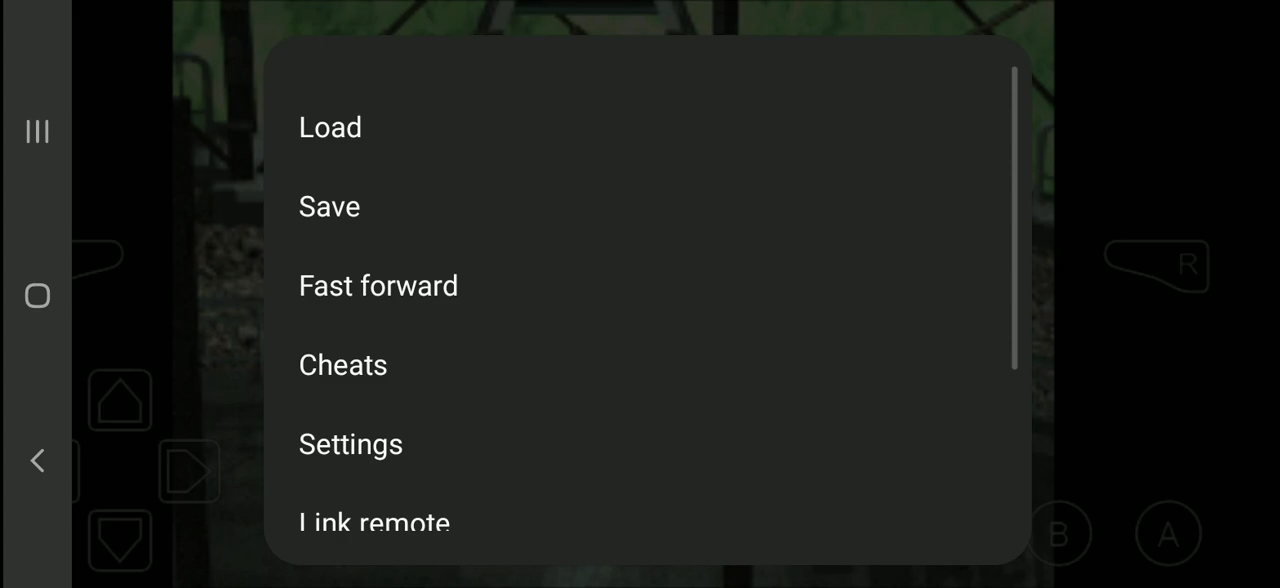 Load
Save
Fast forward
R
Cheats
Settings
Link remote
B
A